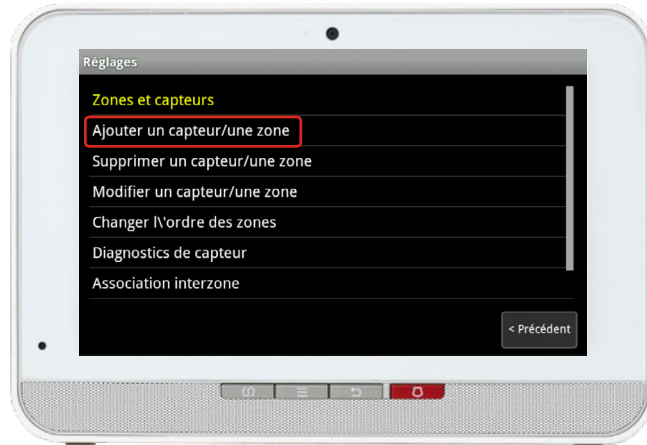 Réglages
Zones et capteurs
Ajouter un capteur/une zone
Supprimer un capteur/une zone
Modifier un capteur/une zone
Changer l\'ordre des zones
Diagnostics de capteur
Association interzone
< Précédent